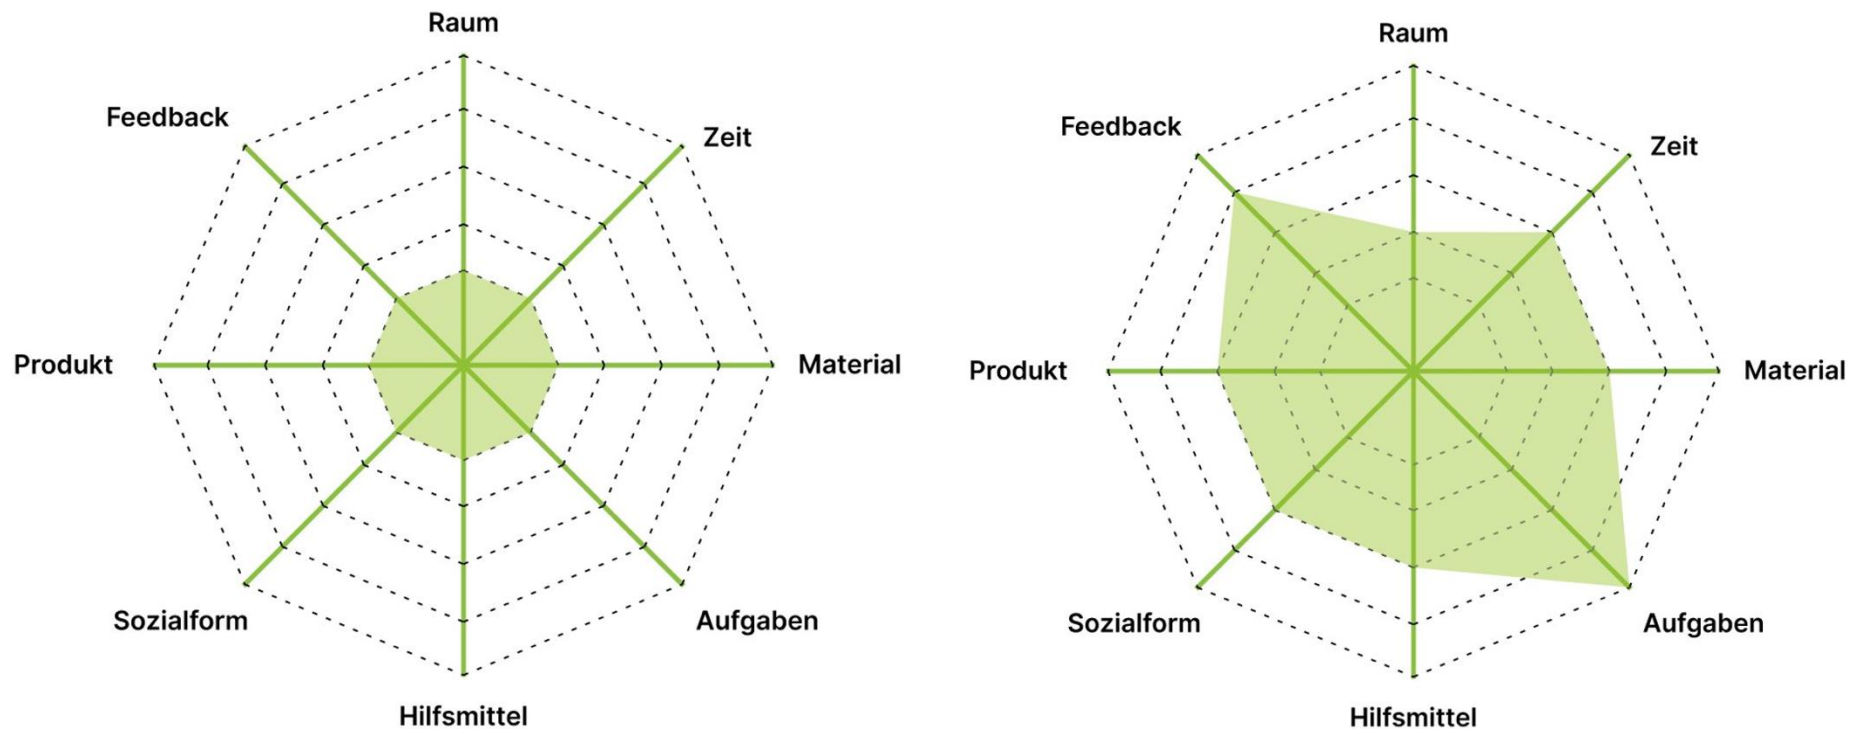 Raum
Feedback
Zeit
Produkt
Material
Sozialform
Aufgaben
Hilfsmittel
Raum
Feedback
Zeit
Produkt
Material
Sozialform
Aufgaben
Hilfsmittel